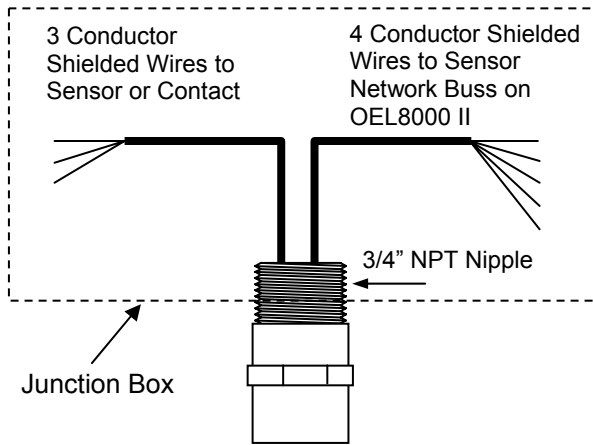 3 Conductor
Shielded Wires to
Sensor or Contact
4 Conductor Shielded
Wires to Sensor
Network Buss on
OEL8000 II
3/4” NPT Nipple
Junction Box